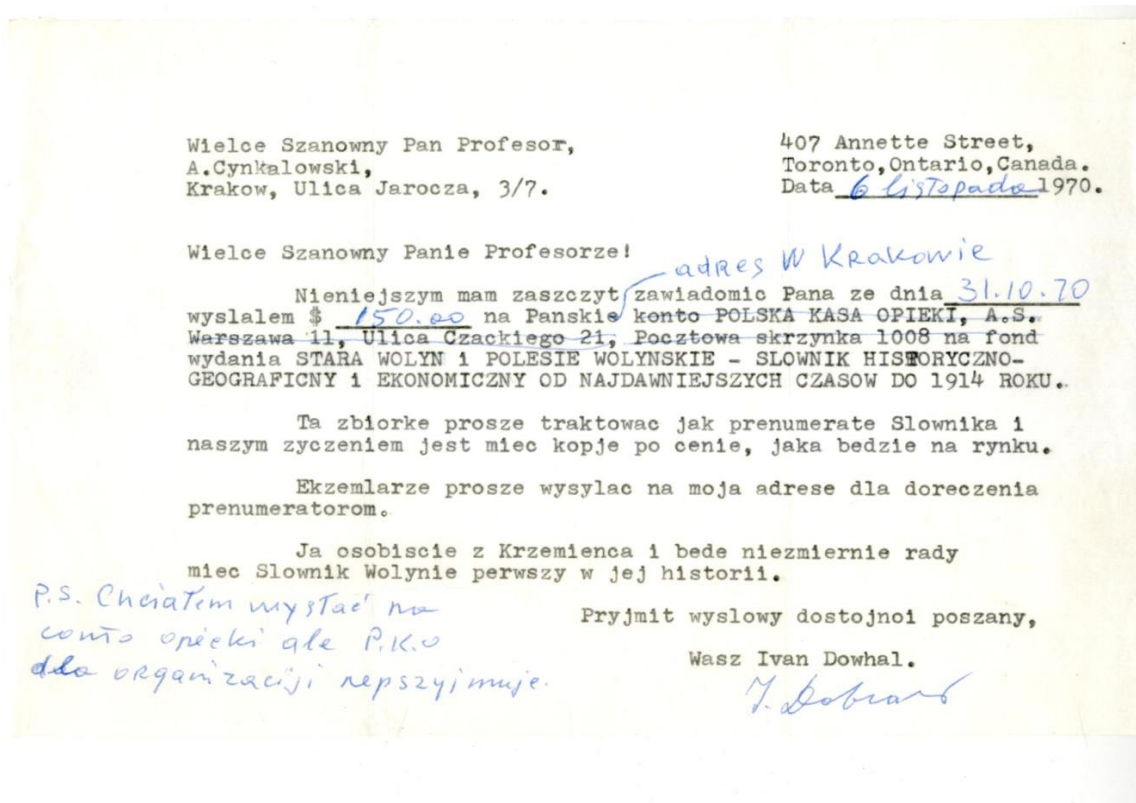 Wielce Szanowny Pan Profesor,
A.Cynkalowski,
Krakow, Ulica Jarocza, 3/7.
407 Annette Street,
Toronto,Ontario,Canada.
Data 6 listopada 1970.
Wielce Szanowny Panie Profesorze!
adres w Krakowie
Nieniejszym mam zaszczyt zawiadomic Pana ze dnia 31.10.70
wyslalem $ 150.00 na Panskie konto POLSKA KASA OPIEKI, A.S.
Warszawa 11, Ulica Czackiego 21, Pocztowa skrzynka 1008 na fond
wydania STARA WOLYN i POLESIE WOLYNSKIE - SLOWNIK HISTORYCZNO-
GEOGRAFICNY i EKONOMICZNY OD NAJDAWNIEJSZYCH CZASOW DO 1914 ROKU.
Ta zbiorke prosze traktowac jak prenumerate Slownika i
naszym zyczeniem jest miec kopje po cenie, jaka bedzie na rynku.
Ekzemlarze prosze wysylac na moja adrese dla doreczenia
prenumeratorom.
Ja osobiscie z Krzemienca i bede niezmiernie rady
miec Slownik Wolynie perwszy w jej historii.
Pryjmit wyslowy dostojnoi poszany,
Wasz Ivan Dowhal.
P.S. Chciałem wysłać na
conto opieki ale P.K.O
dla organizaciji nepszyjmuje.